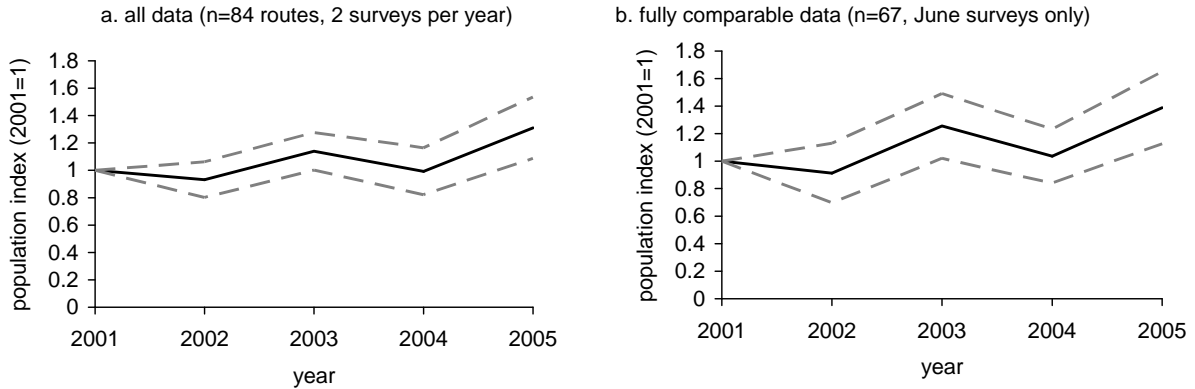 a. all data (n=84 routes, 2 surveys per year)
population index (2001=1)
1.8
1.6
1.4
1.2
1
0.8
0.6
0.4
0.2
0
2001 2002 2003 2004 2005
year
b. fully comparable data (n=67, June surveys only)
population index (2001=1)
1.8
1.6
1.4
1.2
1
0.8
0.6
0.4
0.2
0
2001 2002 2003 2004 2005
year